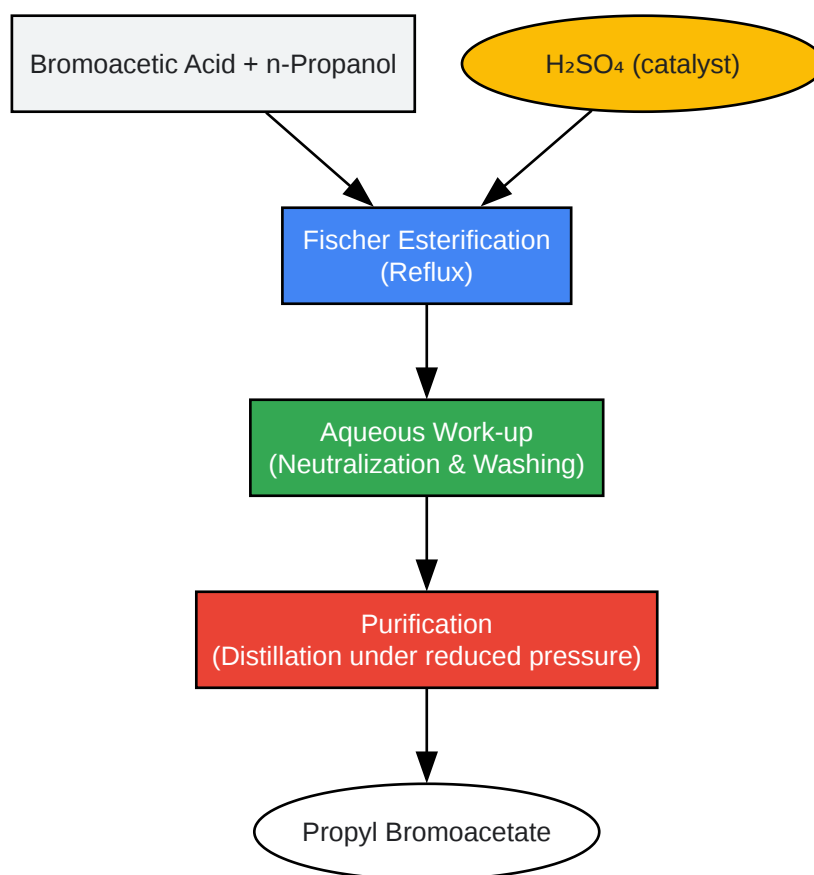 Bromoacetic Acid + n-Propanol
H₂SO₄ (catalyst)
Fischer Esterification
(Reflux)
Aqueous Work-up
(Neutralization & Washing)
Purification
(Distillation under reduced pressure)
Propyl Bromoacetate